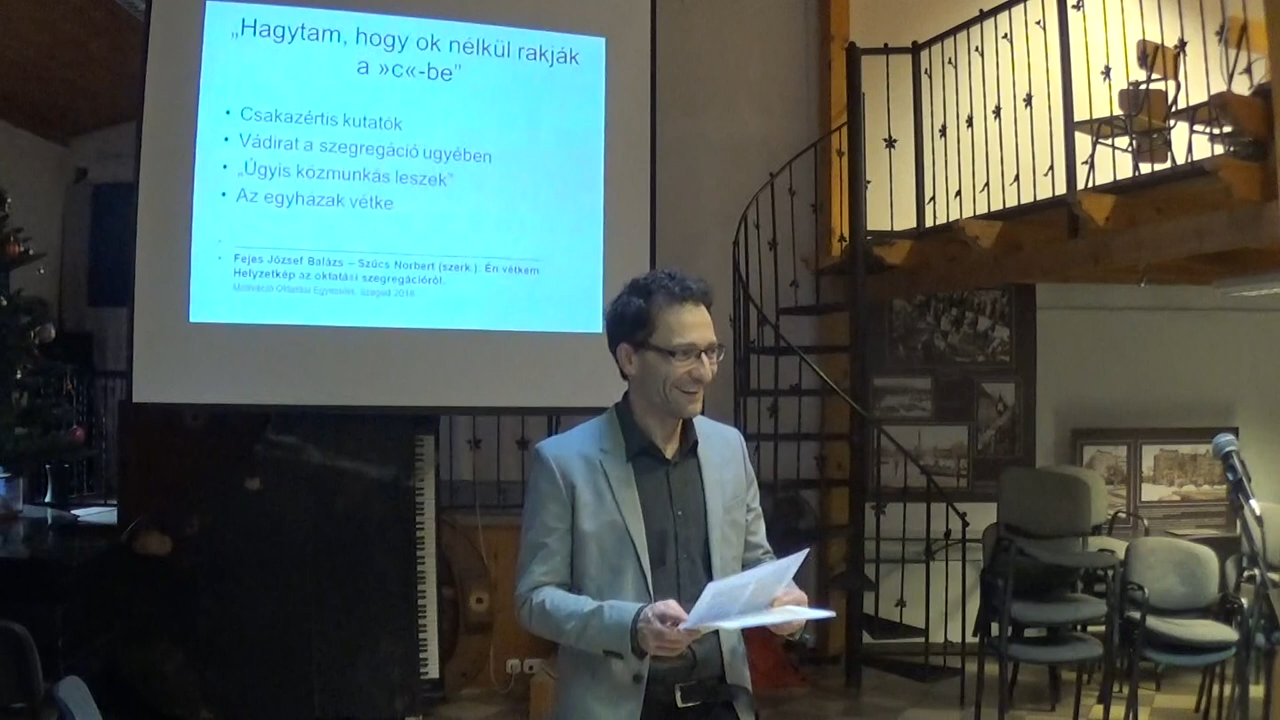 „Hagytam, hogy ok nélkül rakják
a »c«-be”
• Csakazértis kutatók
• Vádirat a szegregáció ügyében
• „Úgyis közmunkás leszek”
• Az egyházak vétke
• Fejes József Balázs – Szűcs Norbert (szerk.): Én vétkem
Helyzetkép az oktatási szegregációról.
Motiváció Oktatási Egyesület, Szeged 2018